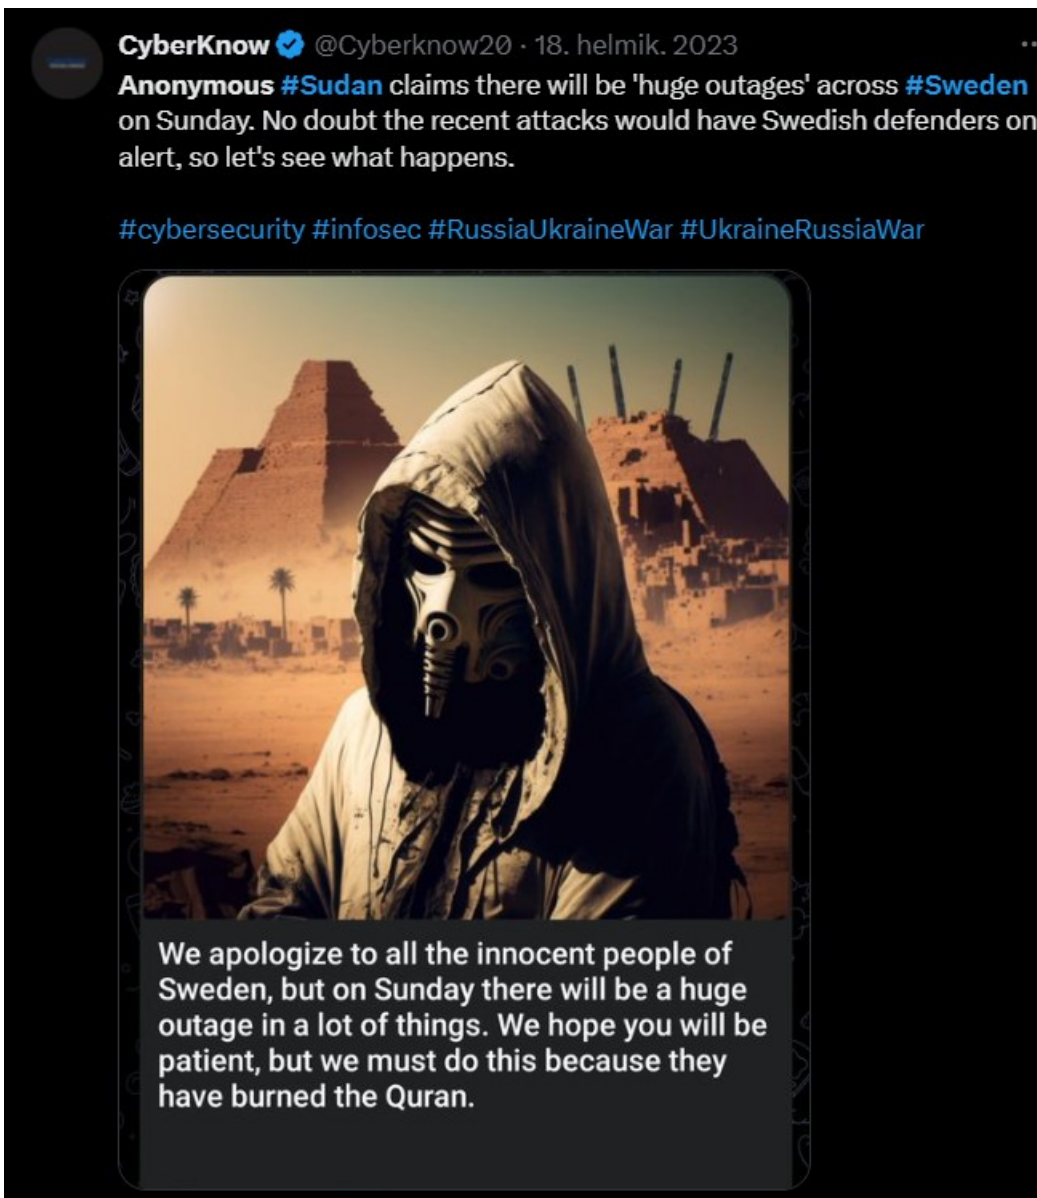 CyberKnow @Cyberknow20 · 18. helmik. 2023
Anonymous #Sudan claims there will be 'huge outages' across #Sweden
on Sunday. No doubt the recent attacks would have Swedish defenders on
alert, so let's see what happens.
#cybersecurity #infosec #RussiaUkraineWar #UkraineRussiaWar
We apologize to all the innocent people of
Sweden, but on Sunday there will be a huge
outage in a lot of things. We hope you will be
patient, but we must do this because they
have burned the Quran.